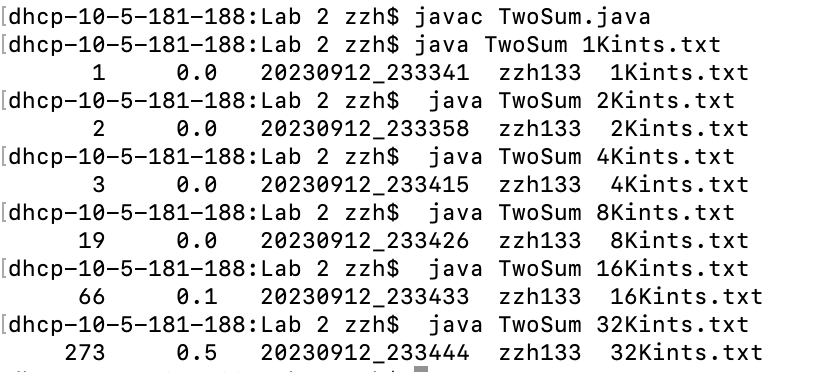 [dhcp-10-5-181-188:Lab 2 zzh$ javac TwoSum.java
[dhcp-10-5-181-188:Lab 2 zzh$ java TwoSum 1Kints.txt
1 0.0 20230912_233341 zzh133 1Kints.txt
[dhcp-10-5-181-188:Lab 2 zzh$  java TwoSum 2Kints.txt
2 0.0 20230912_233358 zzh133 2Kints.txt
[dhcp-10-5-181-188:Lab 2 zzh$  java TwoSum 4Kints.txt
3 0.0 20230912_233415 zzh133 4Kints.txt
[dhcp-10-5-181-188:Lab 2 zzh$  java TwoSum 8Kints.txt
19 0.0 20230912_233426 zzh133 8Kints.txt
[dhcp-10-5-181-188:Lab 2 zzh$  java TwoSum 16Kints.txt
66 0.1 20230912_233433 zzh133 16Kints.txt
[dhcp-10-5-181-188:Lab 2 zzh$  java TwoSum 32Kints.txt
273 0.5 20230912_233444 zzh133 32Kints.txt